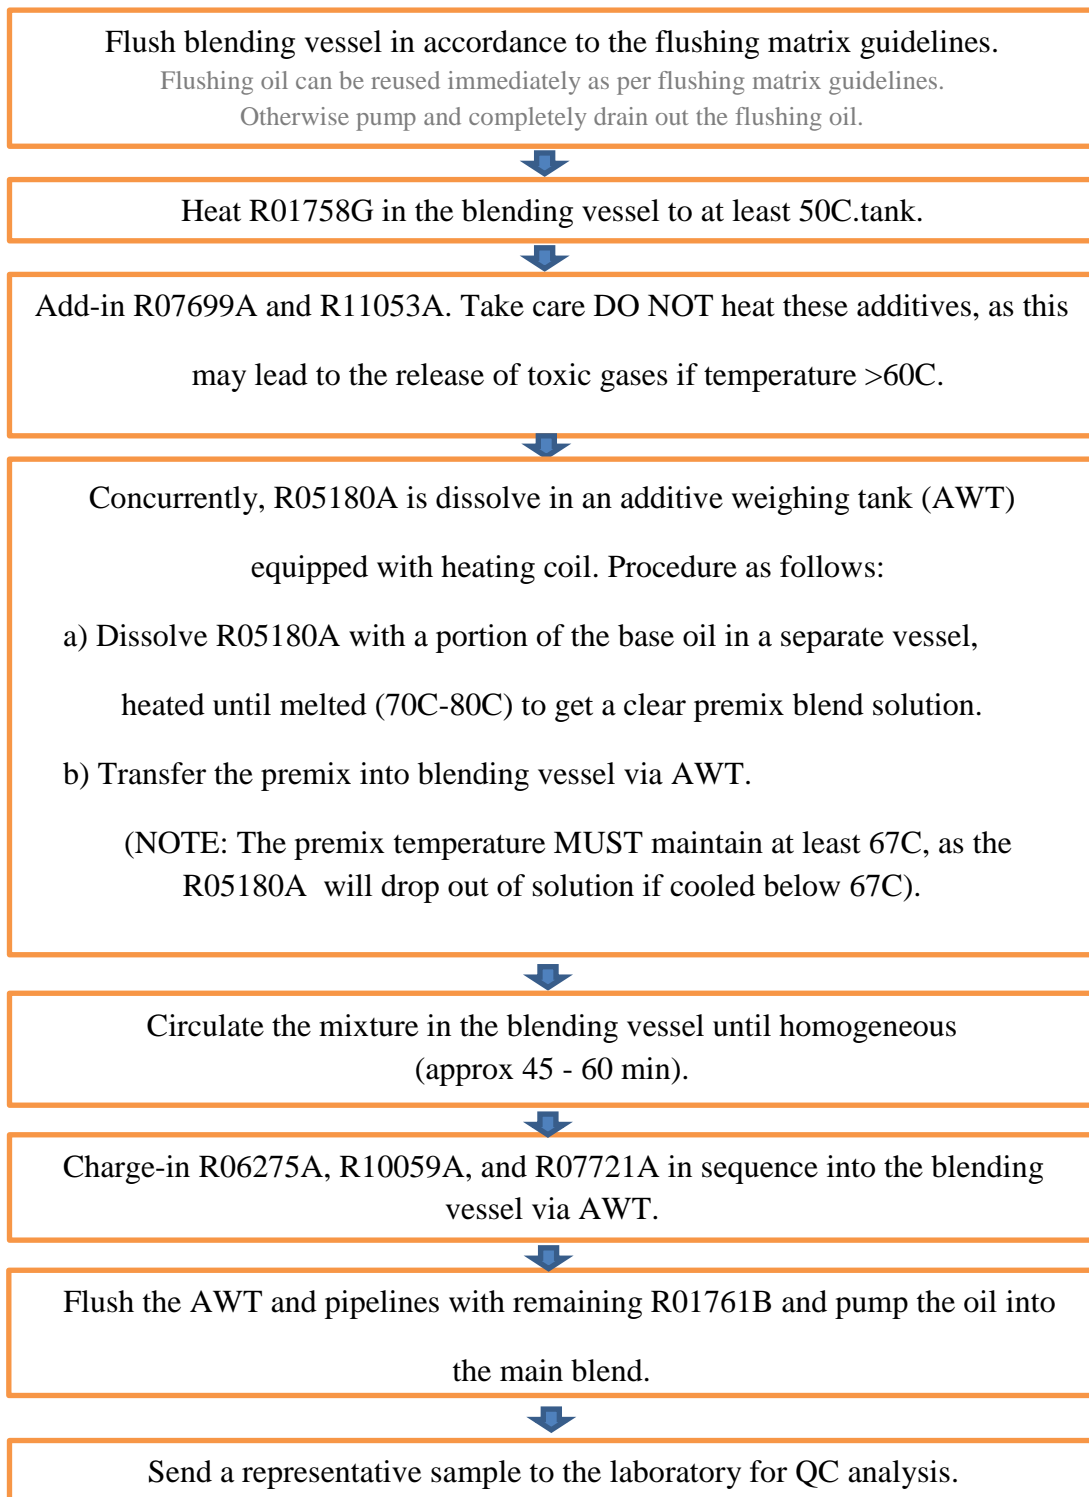 Flush blending vessel in accordance to the flushing matrix guidelines.
Flushing oil can be reused immediately as per flushing matrix guidelines.
Otherwise pump and completely drain out the flushing oil.
Heat R01758G in the blending vessel to at least 50C.tank.
Add-in R07699A and R11053A. Take care DO NOT heat these additives, as this
may lead to the release of toxic gases if temperature >60C.
Concurrently, R05180A is dissolve in an additive weighing tank (AWT)
equipped with heating coil. Procedure as follows:
a) Dissolve R05180A with a portion of the base oil in a separate vessel,
heated until melted (70C-80C) to get a clear premix blend solution.
b) Transfer the premix into blending vessel via AWT.
(NOTE: The premix temperature MUST maintain at least 67C, as the
R05180A will drop out of solution if cooled below 67C).
Circulate the mixture in the blending vessel until homogeneous
(approx 45 - 60 min).
Charge-in R06275A, R10059A, and R07721A in sequence into the blending
vessel via AWT.
Flush the AWT and pipelines with remaining R01761B and pump the oil into
the main blend.
Send a representative sample to the laboratory for QC analysis.